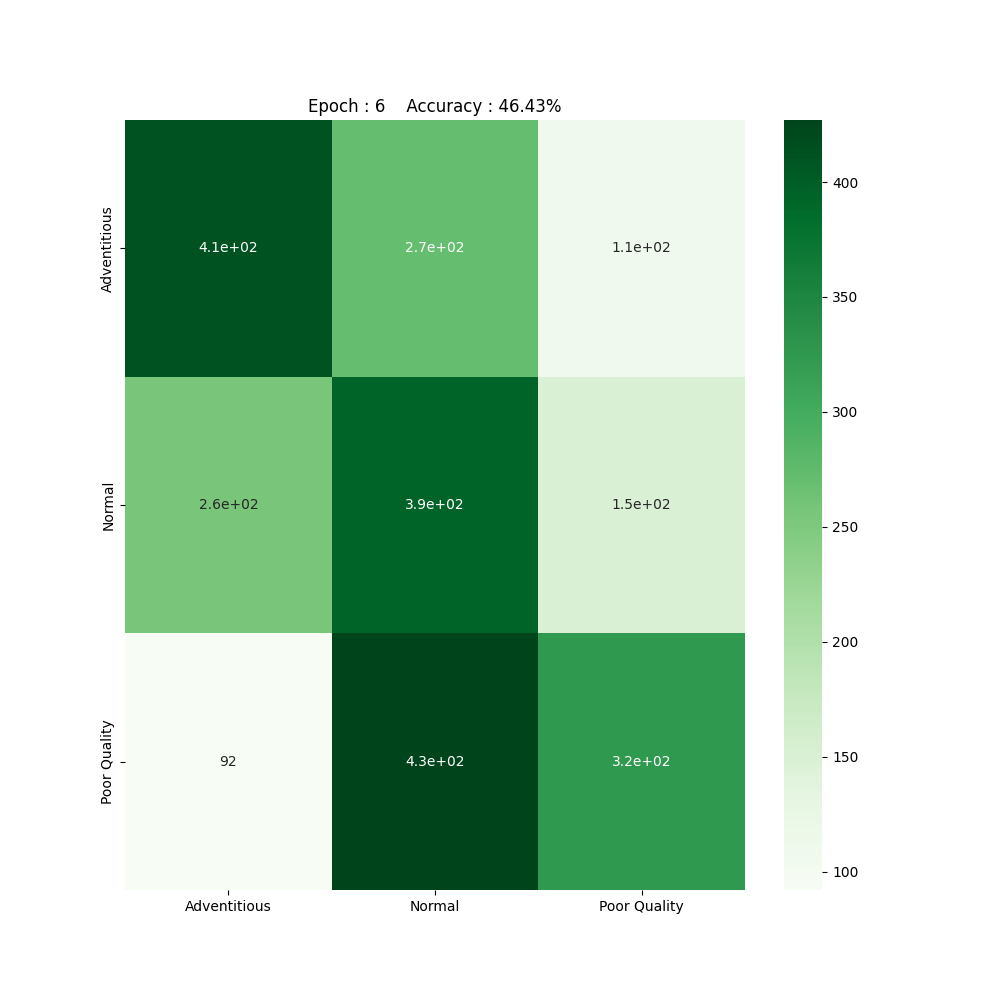 Epoch : 6    Accuracy : 46.43%
Adventitious
4.1e+02
2.7e+02
1.1e+02
Normal
2.6e+02
3.9e+02
1.5e+02
Poor Quality
92
4.3e+02
3.2e+02
Adventitious
Normal
Poor Quality
400
350
300
250
200
150
100